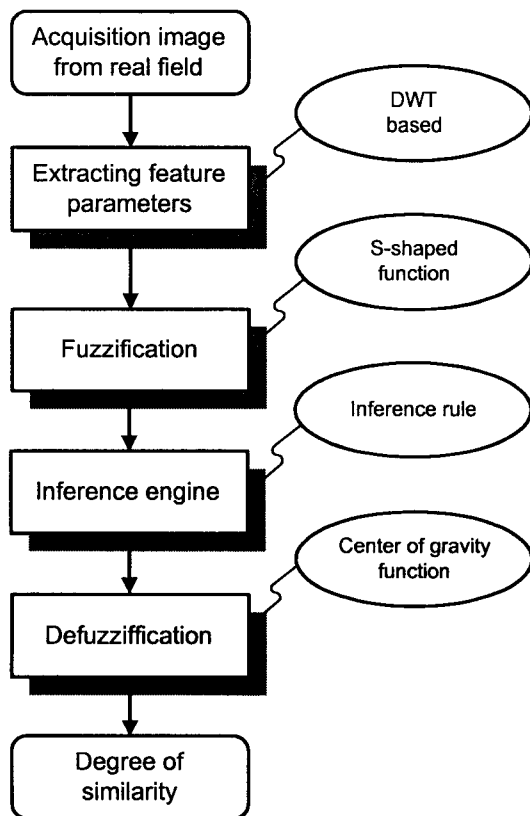 Acquisition image
from real field
DWT
based
Extracting feature
parameters
S-shaped
function
Fuzzification
Inference rule
Inference engine
Center of gravity
function
Defuzziffication
Degree of
similarity